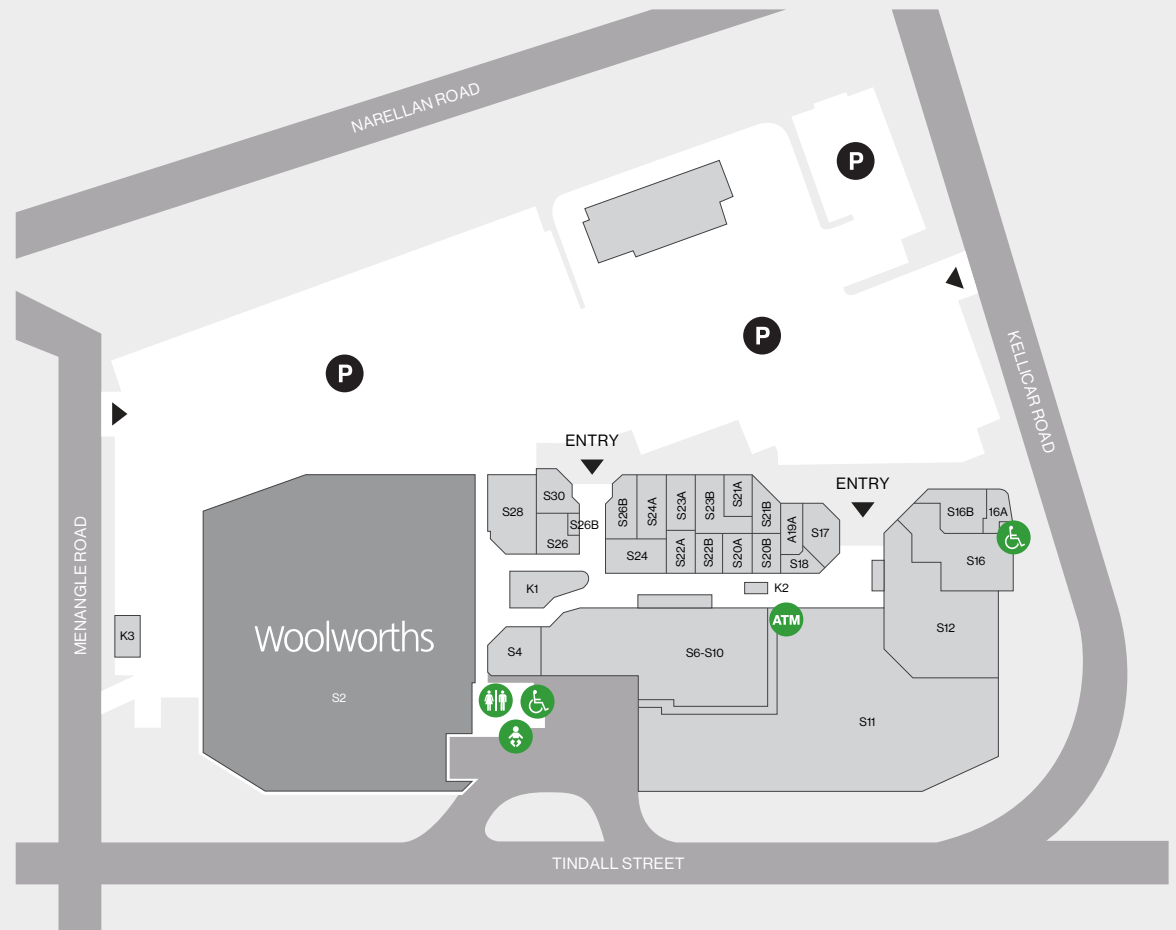 NARELLAN ROAD
P
P
KELLICAR ROAD
P
ENTRY
ENTRY
MENANGLE ROAD
S28
S30
S26B
S26
S26B
S24A
S23A
S23B
S21A
S21B
A19A
S17
S24
S22A
S22B
S20A
S20B
S18
S16B
16A
S16
K1
K2
ATM
K3
Woolworths
S2
S4
S6-S10
S12
S11
TINDALL STREET